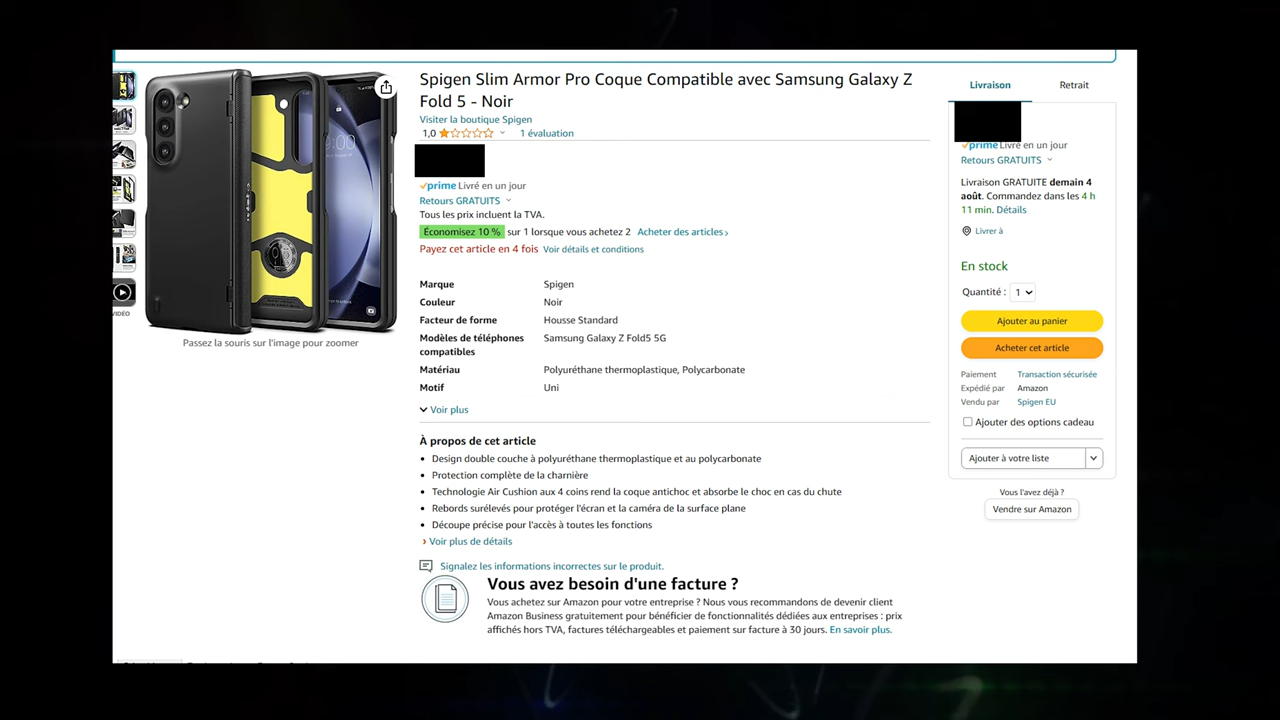 Spigen Slim Armor Pro Coque Compatible avec Samsung Galaxy Z
Fold 5 - Noir
Visiter la boutique Spigen
1,0
1 évaluation
prime Livré en un jour
Retours GRATUITS
Tous les prix incluent la TVA.
Économisez 10 % sur 1 lorsque vous achetez 2 Acheter des articles
Payez cet article en 4 fois Voir détails et conditions
Marque Spigen
Couleur Noir
Facteur de forme Housse Standard
Modèles de téléphones Samsung Galaxy Z Fold5 5G
compatibles
Matériau Polyuréthane thermoplastique, Polycarbonate
Motif Uni
Voir plus
À propos de cet article
Design double couche à polyuréthane thermoplastique et au polycarbonate
Protection complète de la charnière
Technologie Air Cushion aux 4 coins rend la coque antichoc et absorbe le choc en cas du chute
Rebords surélevés pour protéger l'écran et la caméra de la surface plane
Découpe précise pour l'accès à toutes les fonctions
Voir plus de détails
Signalez les informations incorrectes sur le produit.
Vous avez besoin d'une facture ?
Vous achetez sur Amazon pour votre entreprise ? Nous vous recommandons de devenir client
Amazon Business gratuitement pour bénéficier de fonctionnalités dédiées aux entreprises : prix
affichés hors TVA, factures téléchargeables et paiement sur facture à 30 jours. En savoir plus.
VIDÉO
Passez la souris sur l'image pour zoomer
Livraison Retrait
prime Livré en un jour
Retours GRATUITS
Livraison GRATUITE demain 4
août. Commandez dans les 4 h
11 min. Détails
Livrer à
En stock
Quantité : 1
Ajouter au panier
Acheter cet article
Paiement Transaction sécurisée
Expédié par Amazon
Vendu par Spigen EU
Ajouter des options cadeau
Ajouter à votre liste
Vous l'avez déjà ?
Vendre sur Amazon